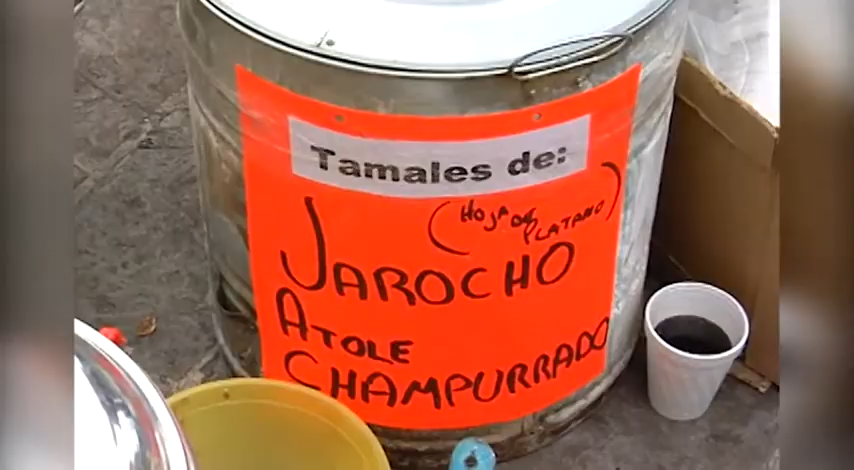 Tamales de:
(HOJA DE
PLATANO)
JAROCHO
ATOLE
CHAMPURRADO